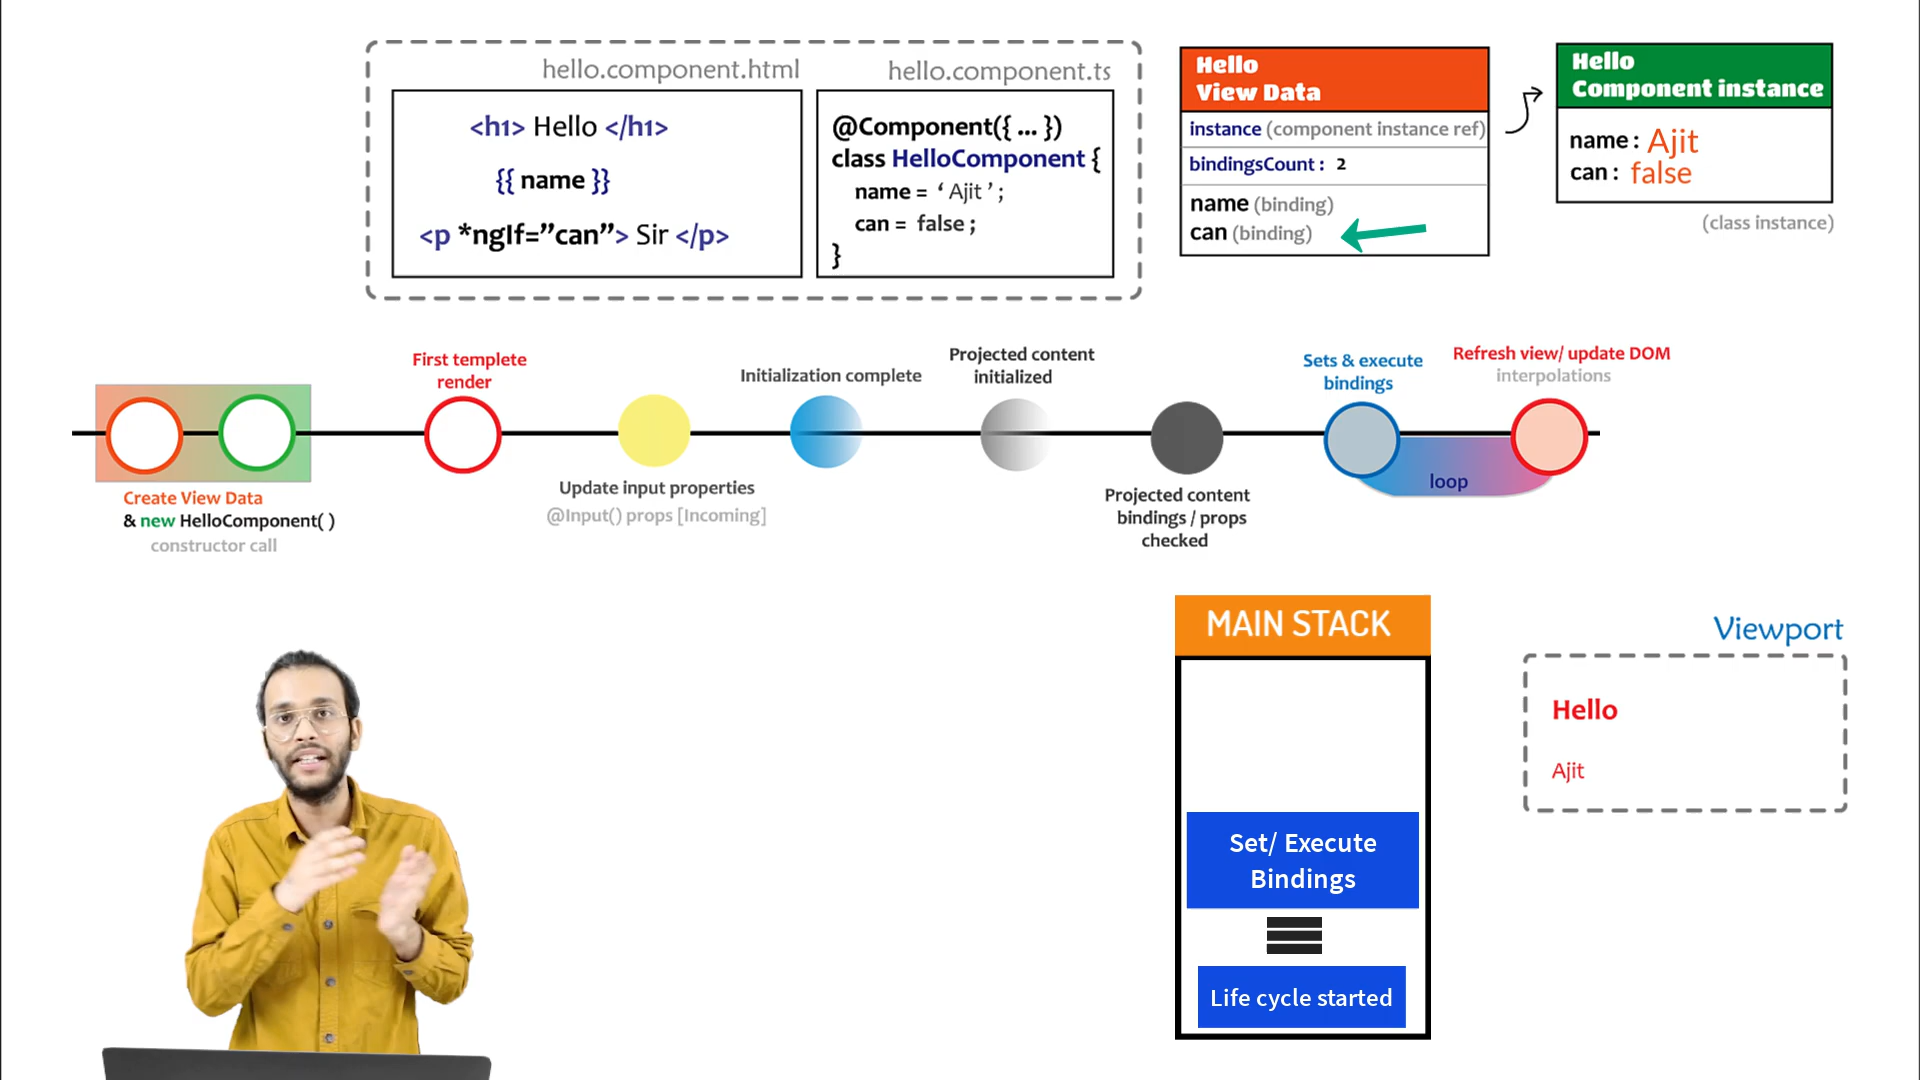 hello.component.html
<h1> Hello </h1>
{{ name }}
<p *ngIf=”can”> Sir </p>
hello.component.ts
@Component({ ... })
class HelloComponent {
name = ‘ Ajit ’ ;
can = false ;
}
Hello
View Data
instance (component instance ref)
bindingsCount : 2
name (binding)
can (binding)
Hello
Component instance
name : Ajit
can : false
(class instance)
Create View Data
& new HelloComponent( )
constructor call
First templete
render
Update input properties
@Input() props [Incoming]
Initialization complete
Projected content
initialized
Projected content
bindings / props
checked
Sets & execute
bindings
loop
Refresh view/ update DOM
interpolations
MAIN STACK
Set/ Execute
Bindings
Life cycle started
Viewport
Hello
Ajit